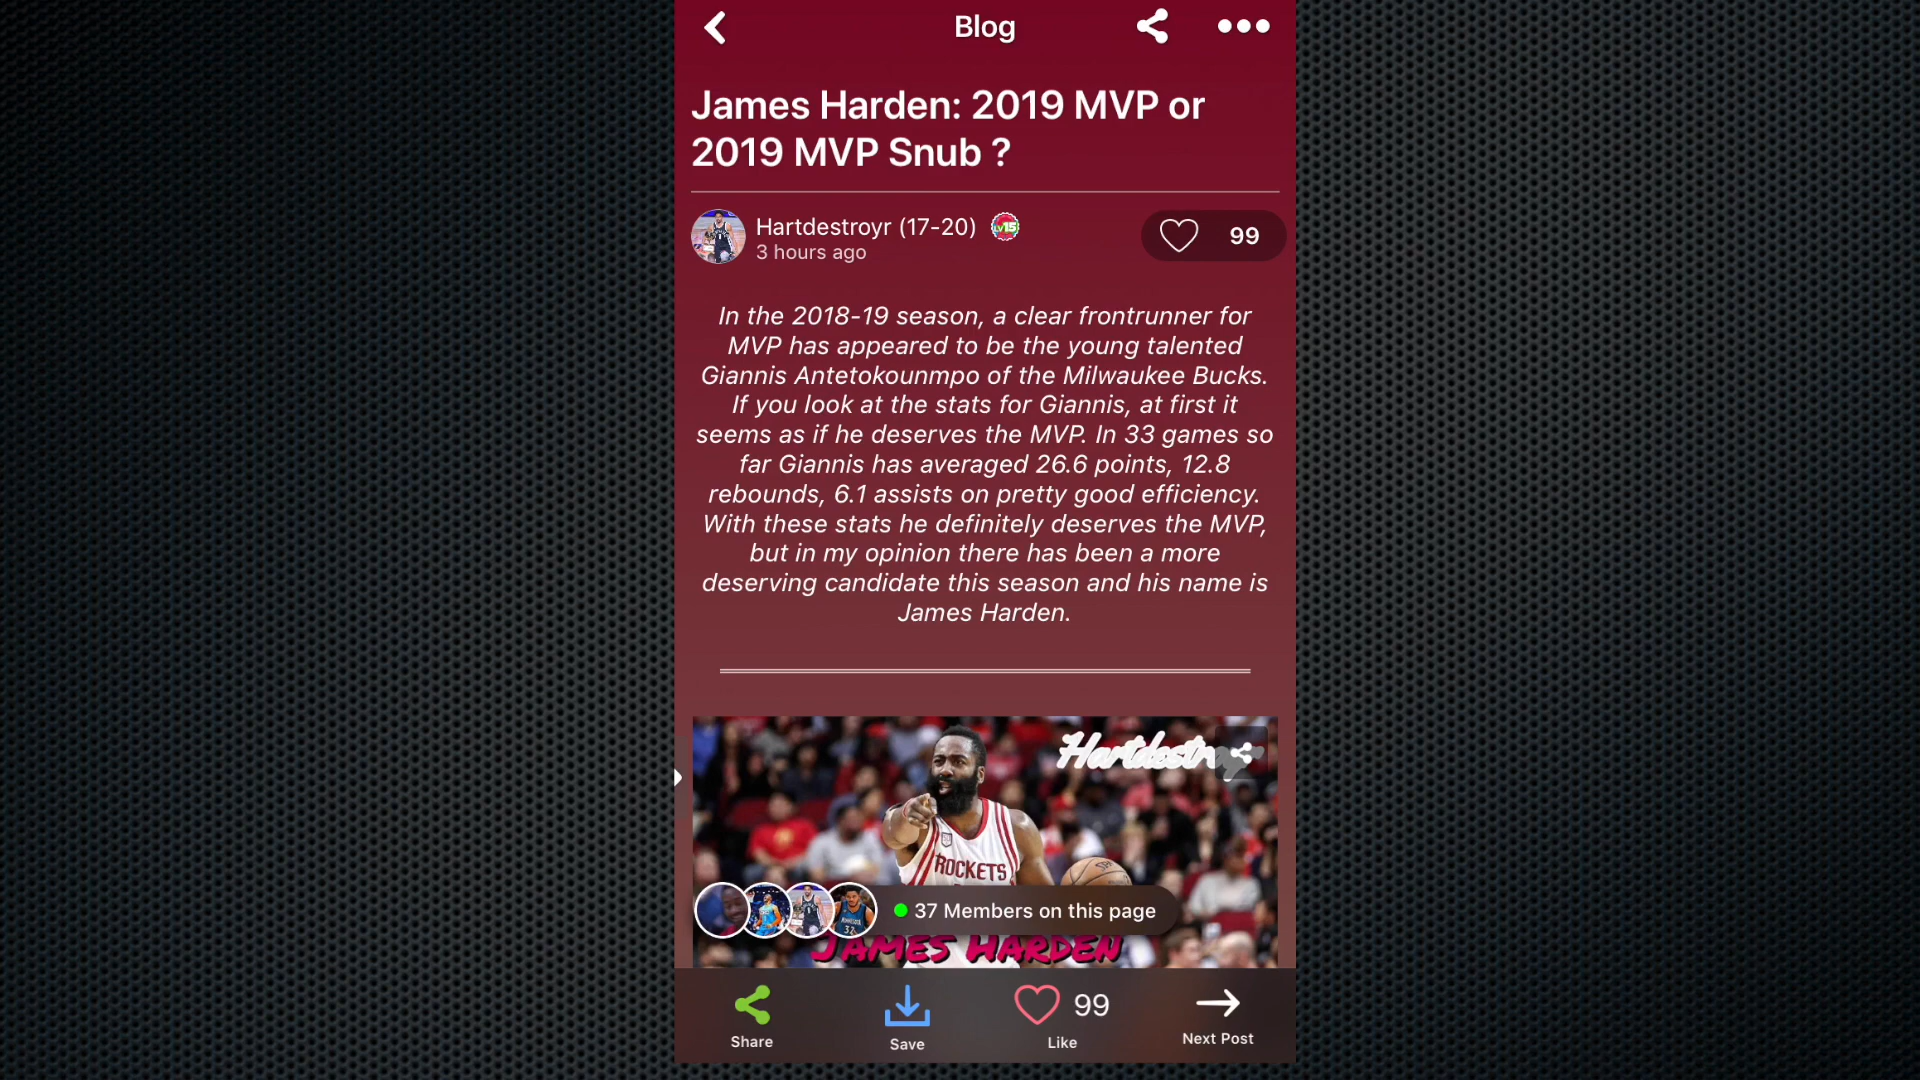 Blog
James Harden: 2019 MVP or
2019 MVP Snub ?
Hartdestroyr (17-20) LV15
3 hours ago
99
In the 2018-19 season, a clear frontrunner for
MVP has appeared to be the young talented
Giannis Antetokounmpo of the Milwaukee Bucks.
If you look at the stats for Giannis, at first it
seems as if he deserves the MVP. In 33 games so
far Giannis has averaged 26.6 points, 12.8
rebounds, 6.1 assists on pretty good efficiency.
With these stats he definitely deserves the MVP,
but in my opinion there has been a more
deserving candidate this season and his name is
James Harden.
ROCKETS
37 Members on this page
JAMES HARDEN
Share
Save
99
Like
Next Post